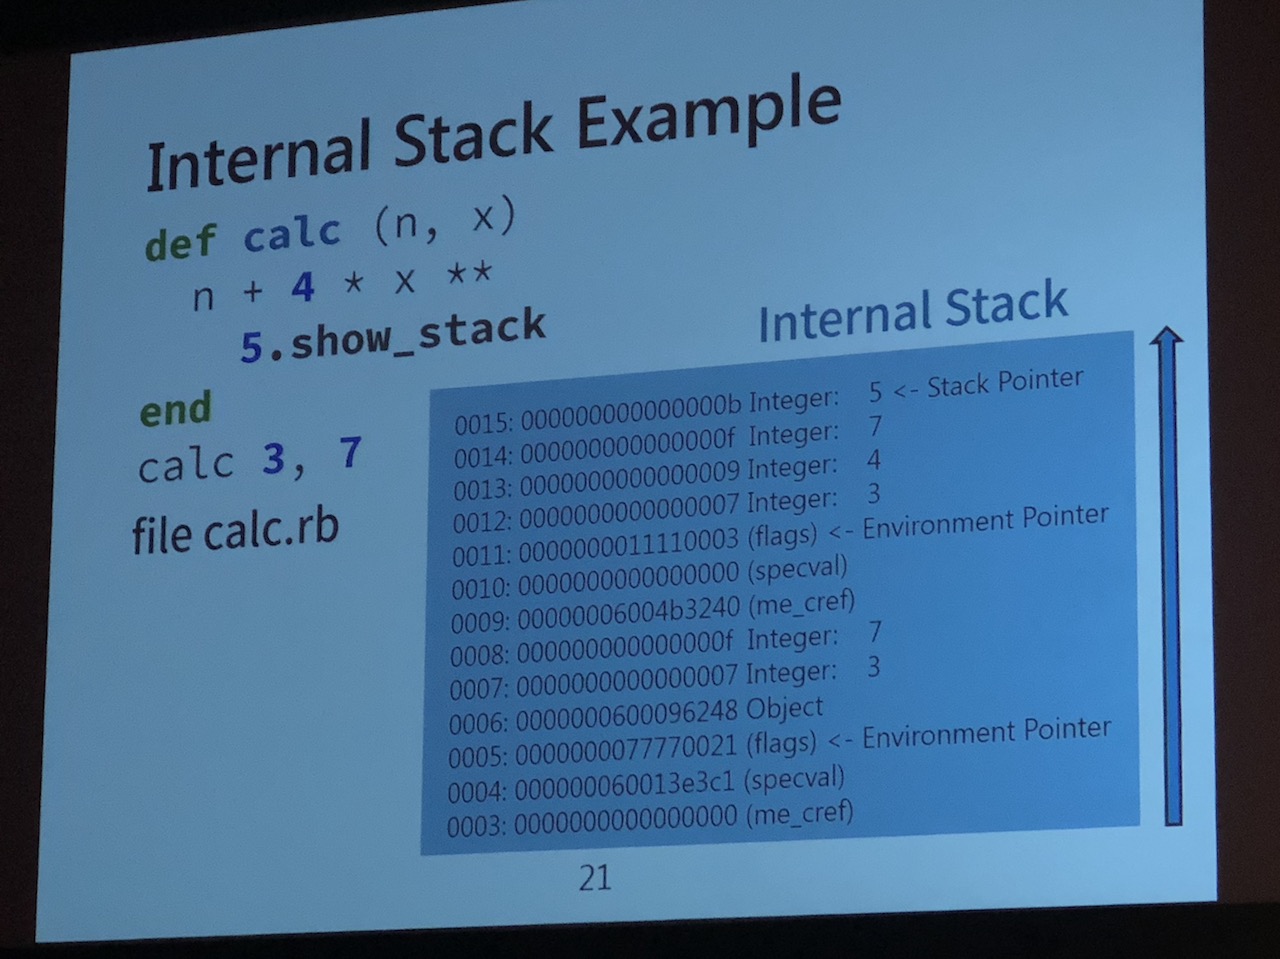 Internal Stack Example
def calc (n, x)
n + 4 * x **
5.show_stack
end
calc 3, 7
file calc.rb
Internal Stack
0015: 000000000000000b Integer: 5 <- Stack Pointer
0014: 000000000000000f Integer: 7
0013: 0000000000000009 Integer: 4
0012: 0000000000000007 Integer: 3
0011: 0000000011110003 (flags) <- Environment Pointer
0010: 0000000000000000 (specval)
0009: 00000006004b3240 (me_cref)
0008: 000000000000000f Integer: 7
0007: 0000000000000007 Integer: 3
0006: 0000000600096248 Object
0005: 0000000077770021 (flags) <- Environment Pointer
0004: 000000060013e3c1 (specval)
0003: 0000000000000000 (me_cref)
21